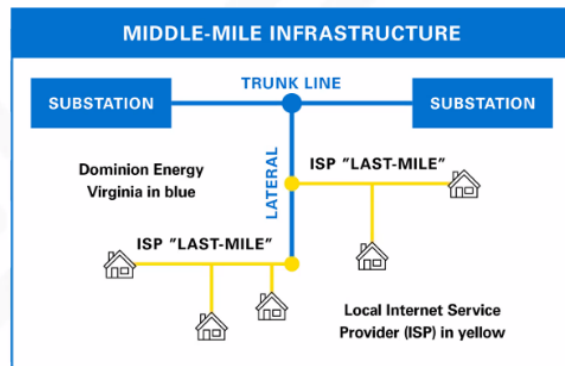 MIDDLE-MILE INFRASTRUCTURE
TRUNK LINE
SUBSTATION
SUBSTATION
LATERAL
ISP "LAST-MILE"
Dominion Energy
Virginia in blue
ISP "LAST-MILE"
Local Internet Service
Provider (ISP) in yellow